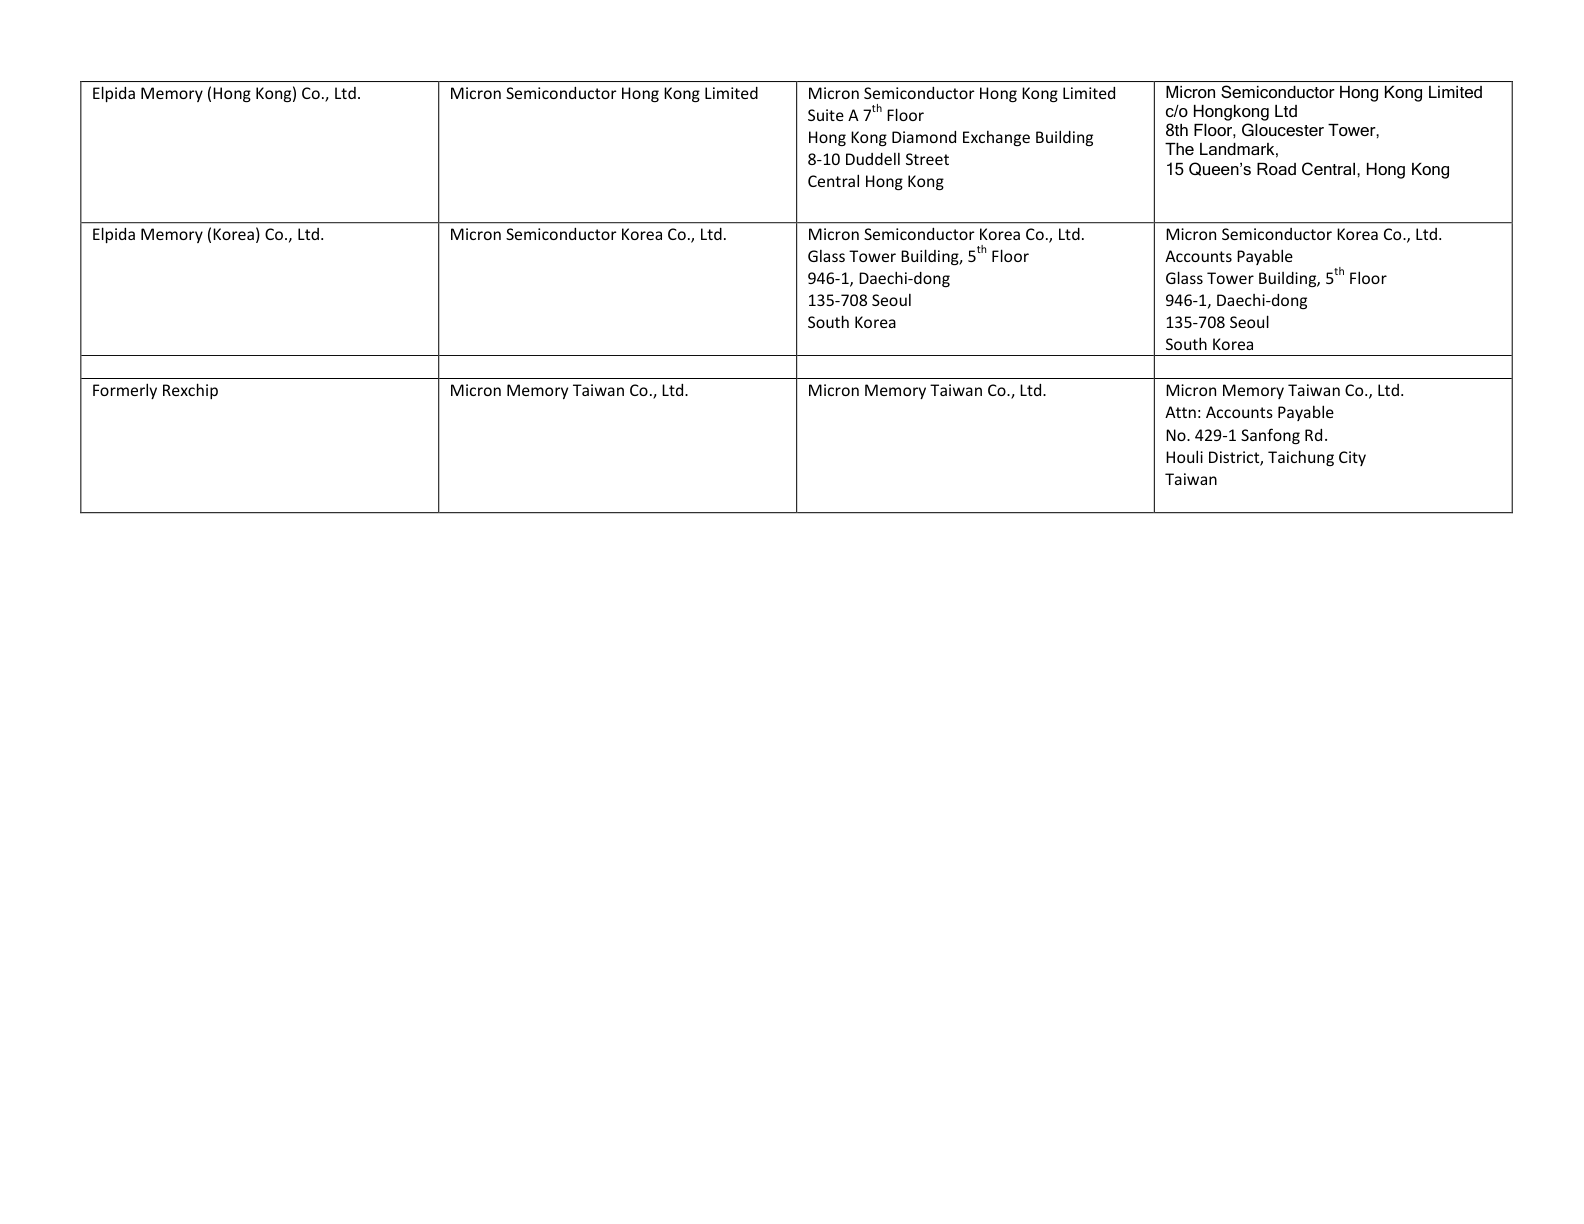 Elpida Memory (Hong Kong) Co., Ltd.
Micron Semiconductor Hong Kong Limited
Micron Semiconductor Hong Kong Limited
Suite A 7th Floor
Hong Kong Diamond Exchange Building
8-10 Duddell Street
Central Hong Kong
Micron Semiconductor Hong Kong Limited
c/o Hongkong Ltd
8th Floor, Gloucester Tower,
The Landmark,
15 Queen’s Road Central, Hong Kong
Elpida Memory (Korea) Co., Ltd.
Micron Semiconductor Korea Co., Ltd.
Micron Semiconductor Korea Co., Ltd.
Glass Tower Building, 5th Floor
946-1, Daechi-dong
135-708 Seoul
South Korea
Micron Semiconductor Korea Co., Ltd.
Accounts Payable
Glass Tower Building, 5th Floor
946-1, Daechi-dong
135-708 Seoul
South Korea
Formerly Rexchip
Micron Memory Taiwan Co., Ltd.
Micron Memory Taiwan Co., Ltd.
Micron Memory Taiwan Co., Ltd.
Attn: Accounts Payable
No. 429-1 Sanfong Rd.
Houli District, Taichung City
Taiwan